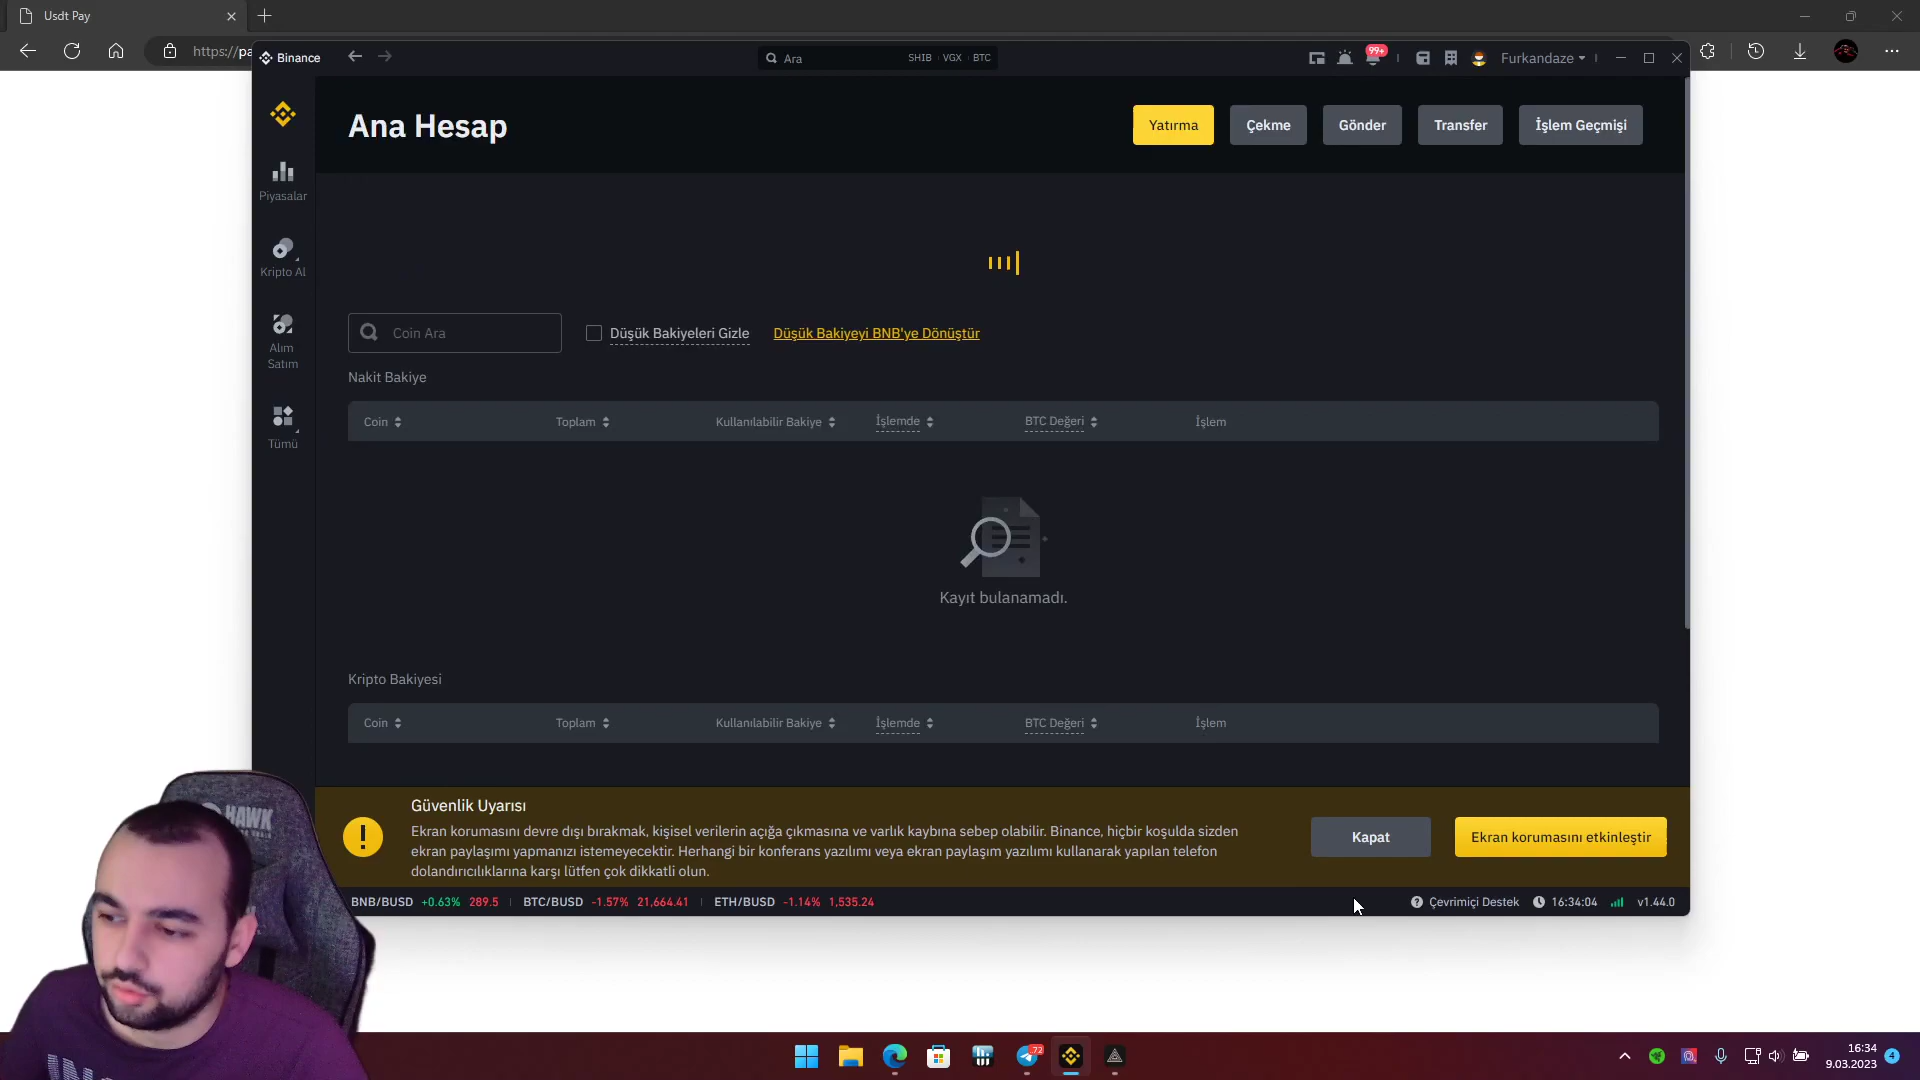 Usdt Pay
https://pa
Binance
Ara
SHIB
VGX
BTC
99+
Furkandaze
Ana Hesap
Yatırma
Çekme
Gönder
Transfer
İşlem Geçmişi
Piyasalar
Kripto Al
Alım
Satım
Tümü
Coin Ara
Düşük Bakiyeleri Gizle
Düşük Bakiyeyi BNB'ye Dönüştür
Nakit Bakiye
Coin
Toplam
Kullanılabilir Bakiye
İşlemde
BTC Değeri
İşlem
Kayıt bulanamadı.
Kripto Bakiyesi
Coin
Toplam
Kullanılabilir Bakiye
İşlemde
BTC Değeri
İşlem
Güvenlik Uyarısı
Ekran korumasını devre dışı bırakmak, kişisel verilerin açığa çıkmasına ve varlık kaybına sebep olabilir. Binance, hiçbir koşulda sizden
ekran paylaşımı yapmanızı istemeyecektir. Herhangi bir konferans yazılımı veya ekran paylaşım yazılımı kullanarak yapılan telefon
dolandırıcılıklarına karşı lütfen çok dikkatli olun.
Kapat
Ekran korumasını etkinleştir
BNB/BUSD +0.63% 289.5
BTC/BUSD -1.57% 21,664.41
ETH/BUSD -1.14% 1,535.24
Çevrimiçi Destek
16:34:04
v1.44.0
HAWK
72
16:34
9.03.2023
4